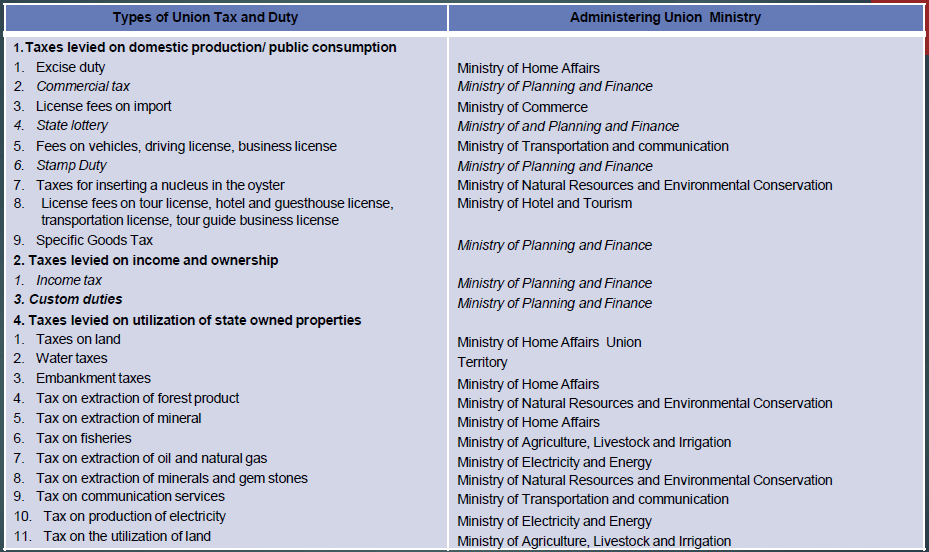 Types of Union Tax and Duty Administering Union Ministry
1. Taxes levied on domestic production/ public consumption
1. Excise duty Ministry of Home Affairs
2. Commercial tax Ministry of Planning and Finance
3. License fees on import Ministry of Commerce
4. State lottery Ministry of and Planning and Finance
5. Fees on vehicles, driving license, business license Ministry of Transportation and communication
6. Stamp Duty Ministry of Planning and Finance
7. Taxes for inserting a nucleus in the oyster Ministry of Natural Resources and Environmental Conservation
8. License fees on tour license, hotel and guesthouse license, Ministry of Hotel and Tourism
transportation license, tour guide business license
9. Specific Goods Tax Ministry of Planning and Finance
2. Taxes levied on income and ownership
1. Income tax Ministry of Planning and Finance
3. Custom duties Ministry of Planning and Finance
4. Taxes levied on utilization of state owned properties
1. Taxes on land Ministry of Home Affairs Union
2. Water taxes Territory
3. Embankment taxes Ministry of Home Affairs
4. Tax on extraction of forest product Ministry of Natural Resources and Environmental Conservation
5. Tax on extraction of mineral Ministry of Home Affairs
6. Tax on fisheries Ministry of Agriculture, Livestock and Irrigation
7. Tax on extraction of oil and natural gas Ministry of Electricity and Energy
8. Tax on extraction of minerals and gem stones Ministry of Natural Resources and Environmental Conservation
9. Tax on communication services Ministry of Transportation and communication
10. Tax on production of electricity Ministry of Electricity and Energy
11. Tax on the utilization of land Ministry of Agriculture, Livestock and Irrigation